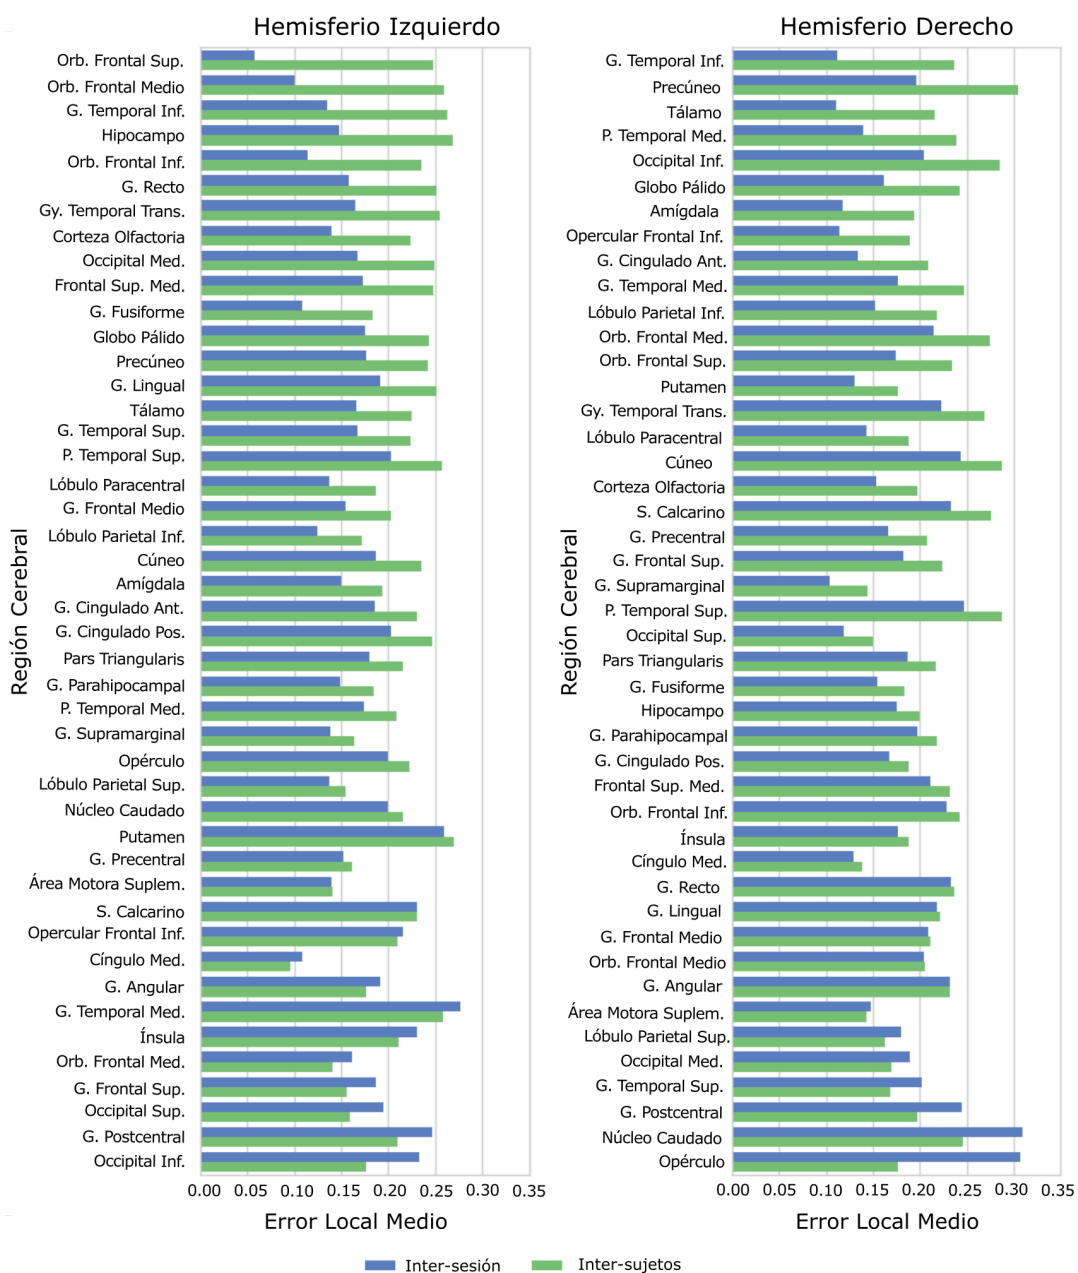 Hemisferio Izquierdo
Orb. Frontal Sup.
Orb. Frontal Medio
G. Temporal Inf.
Hipocampo
Orb. Frontal Inf.
G. Recto
Gy. Temporal Trans.
Corteza Olfactoria
Occipital Med.
Frontal Sup. Med.
G. Fusiforme
Globo Pálido
Precúneo
G. Lingual
Tálamo
G. Temporal Sup.
P. Temporal Sup.
Lóbulo Paracentral
G. Frontal Medio
Lóbulo Parietal Inf.
Cúneo
Amígdala
G. Cingulado Ant.
G. Cingulado Pos.
Pars Triangularis
G. Parahipocampal
P. Temporal Med.
G. Supramarginal
Opérculo
Lóbulo Parietal Sup.
Núcleo Caudado
Putamen
G. Precentral
Área Motora Suplem.
S. Calcarino
Opercular Frontal Inf.
Cíngulo Med.
G. Angular
G. Temporal Med.
Ínsula
Orb. Frontal Med.
G. Frontal Sup.
Occipital Sup.
G. Postcentral
Occipital Inf.
Región Cerebral
0.00 0.05 0.10 0.15 0.20 0.25 0.30 0.35
Error Local Medio
Hemisferio Derecho
G. Temporal Inf.
Precúneo
Tálamo
P. Temporal Med.
Occipital Inf.
Globo Pálido
Amígdala
Opercular Frontal Inf.
G. Cingulado Ant.
G. Temporal Med.
Lóbulo Parietal Inf.
Orb. Frontal Med.
Orb. Frontal Sup.
Putamen
Gy. Temporal Trans.
Lóbulo Paracentral
Cúneo
Corteza Olfactoria
S. Calcarino
G. Precentral
G. Frontal Sup.
G. Supramarginal
P. Temporal Sup.
Occipital Sup.
Pars Triangularis
G. Fusiforme
Hipocampo
G. Parahipocampal
G. Cingulado Pos.
Frontal Sup. Med.
Orb. Frontal Inf.
Ínsula
Cíngulo Med.
G. Recto
G. Lingual
G. Frontal Medio
Orb. Frontal Medio
G. Angular
Área Motora Suplem.
Lóbulo Parietal Sup.
Occipital Med.
G. Temporal Sup.
G. Postcentral
Núcleo Caudado
Opérculo
Región Cerebral
0.00 0.05 0.10 0.15 0.20 0.25 0.30 0.35
Error Local Medio
Inter-sesión Inter-sujetos